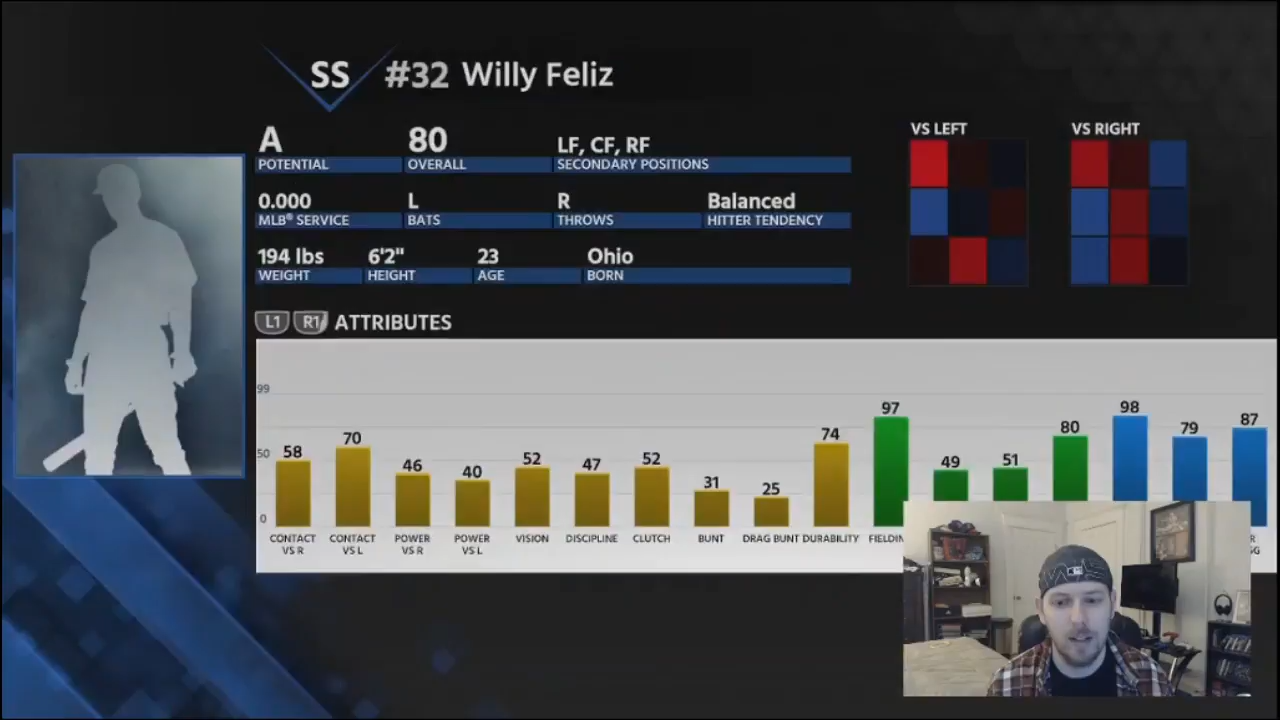 SS #32 Willy Feliz
A 80 LF, CF, RF
POTENTIAL OVERALL SECONDARY POSITIONS
0.000 L R Balanced
MLB® SERVICE BATS THROWS HITTER TENDENCY
194 lbs 6'2" 23 Ohio
WEIGHT HEIGHT AGE BORN
VS LEFT VS RIGHT
L1 R1 ATTRIBUTES
99
50
0
58 70 46 40 52 47 52 31 25 74 97 49 51 80 98 79 87
CONTACT CONTACT POWER POWER VISION DISCIPLINE CLUTCH BUNT DRAG BUNT DURABILITY FIELDIN R
VS R VS L VS R VS L GG